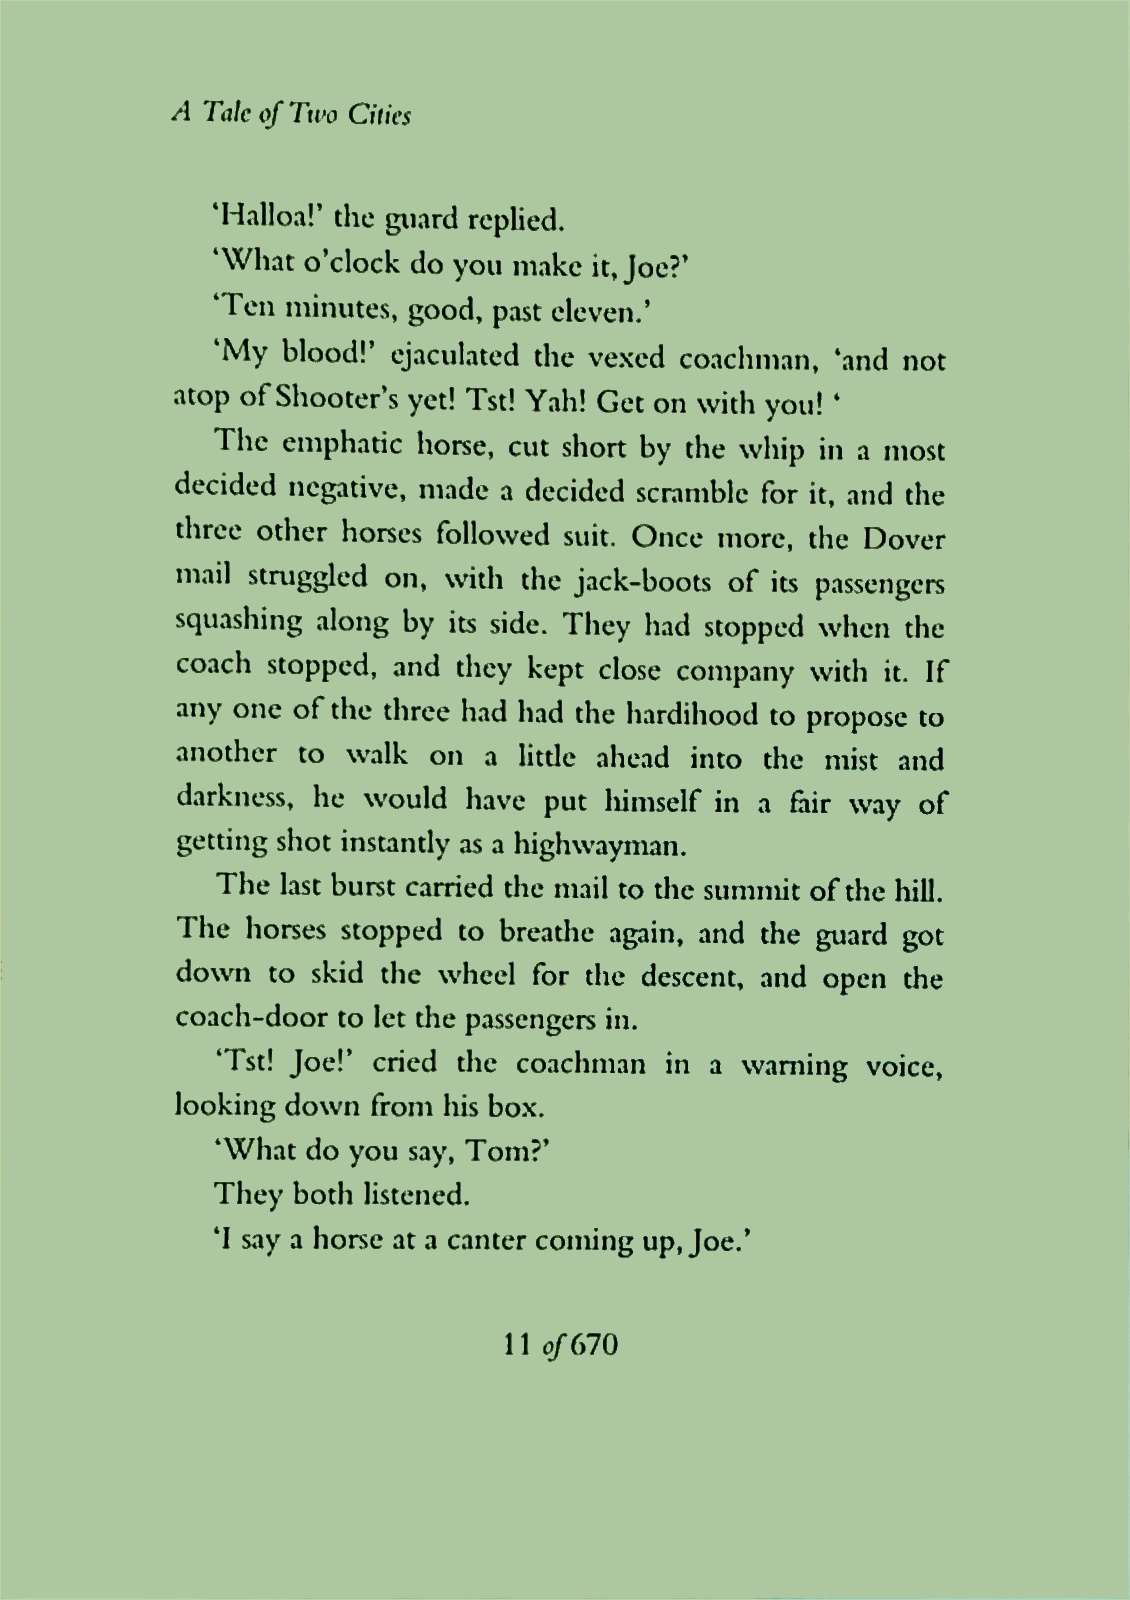 A Tale of Two Cities
‘Halloa!’ the guard replied.
‘What o’clock do you make it, Joe?’
‘Ten minutes, good, past eleven.’
‘My blood!’ ejaculated the vexed coachman, ‘and not
atop of Shooter’s yet! Tst! Yah! Get on with you! ‘
The emphatic horse, cut short by the whip in a most
decided negative, made a decided scramble for it, and the
three other horses followed suit. Once more, the Dover
mail struggled on, with the jack-boots of its passengers
squashing along by its side. They had stopped when the
coach stopped, and they kept close company with it. If
any one of the three had had the hardihood to propose to
another to walk on a little ahead into the mist and
darkness, he would have put himself in a fair way of
getting shot instantly as a highwayman.
The last burst carried the mail to the summit of the hill.
The horses stopped to breathe again, and the guard got
down to skid the wheel for the descent, and open the
coach-door to let the passengers in.
‘Tst! Joe!’ cried the coachman in a warning voice,
looking down from his box.
‘What do you say, Tom?’
They both listened.
‘I say a horse at a canter coming up, Joe.’
11 of 670